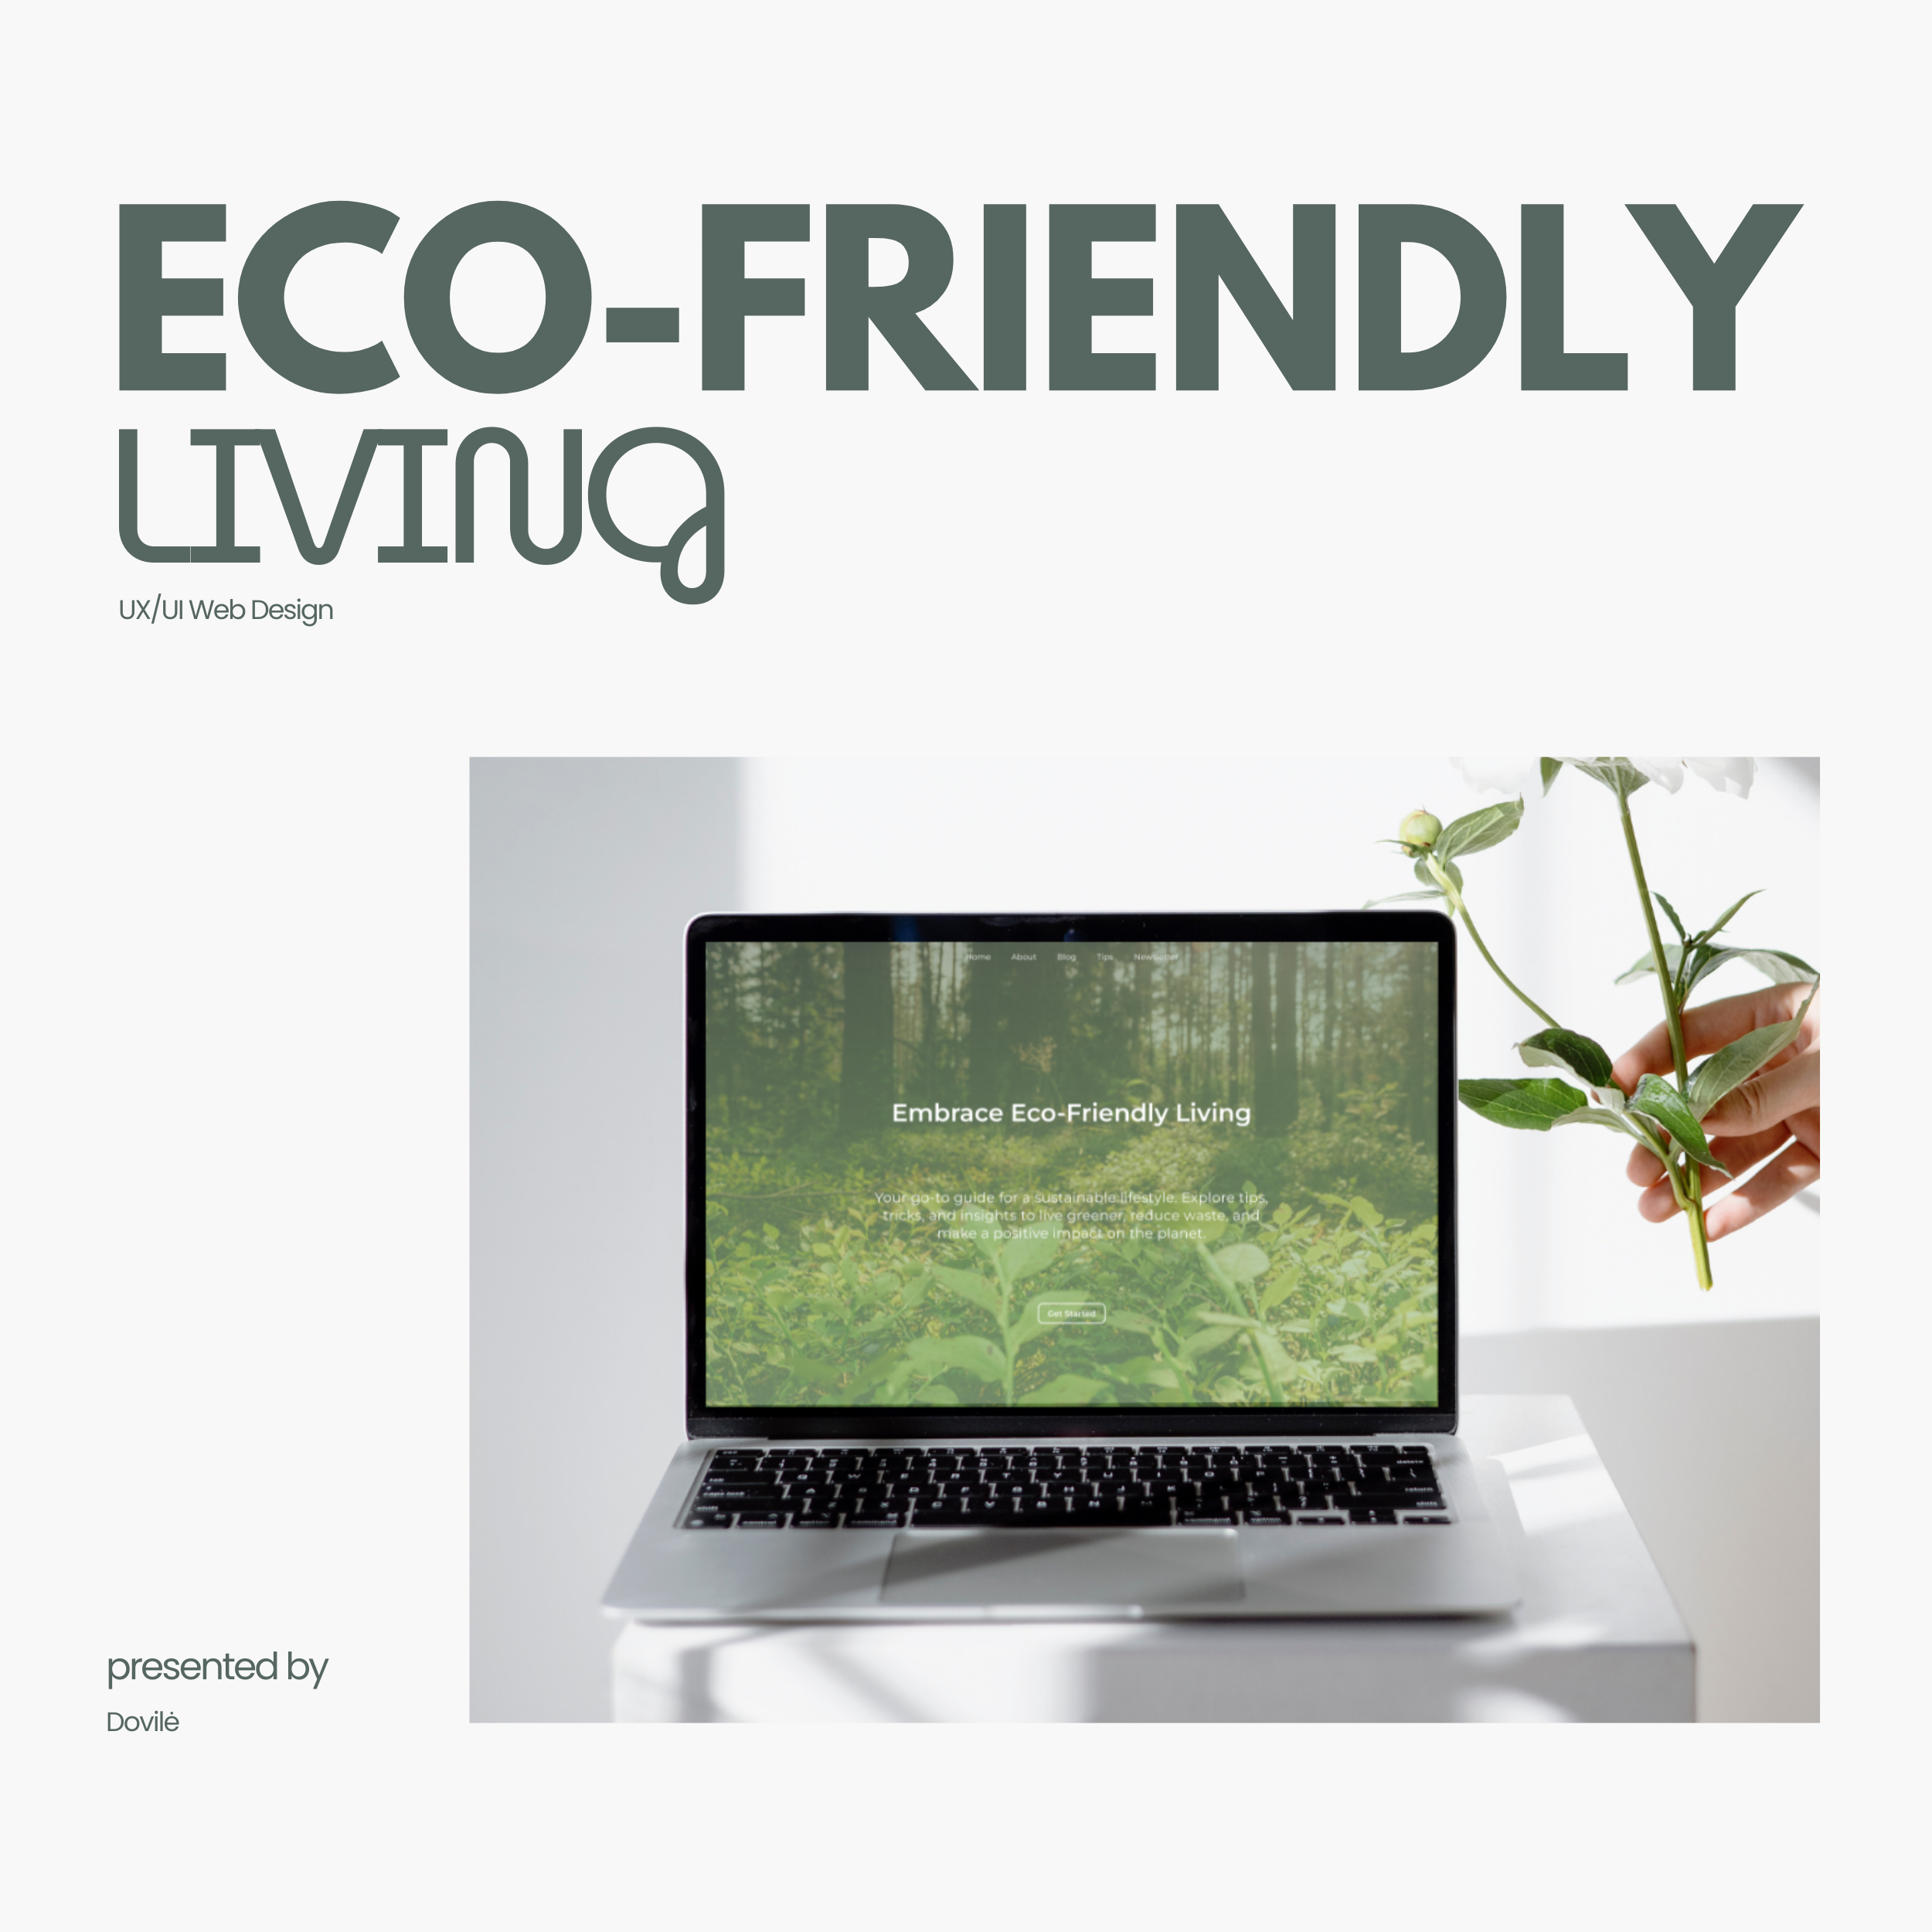 ECO-FRIENDLY
LIVING
UX/UI Web Design
Home About Blog Tips Newsletter
Embrace Eco-Friendly Living
Your go-to guide for a sustainable lifestyle. Explore tips,
tricks, and insights to live greener, reduce waste, and
make a positive impact on the planet.
Get Started
presented by
Dovilė